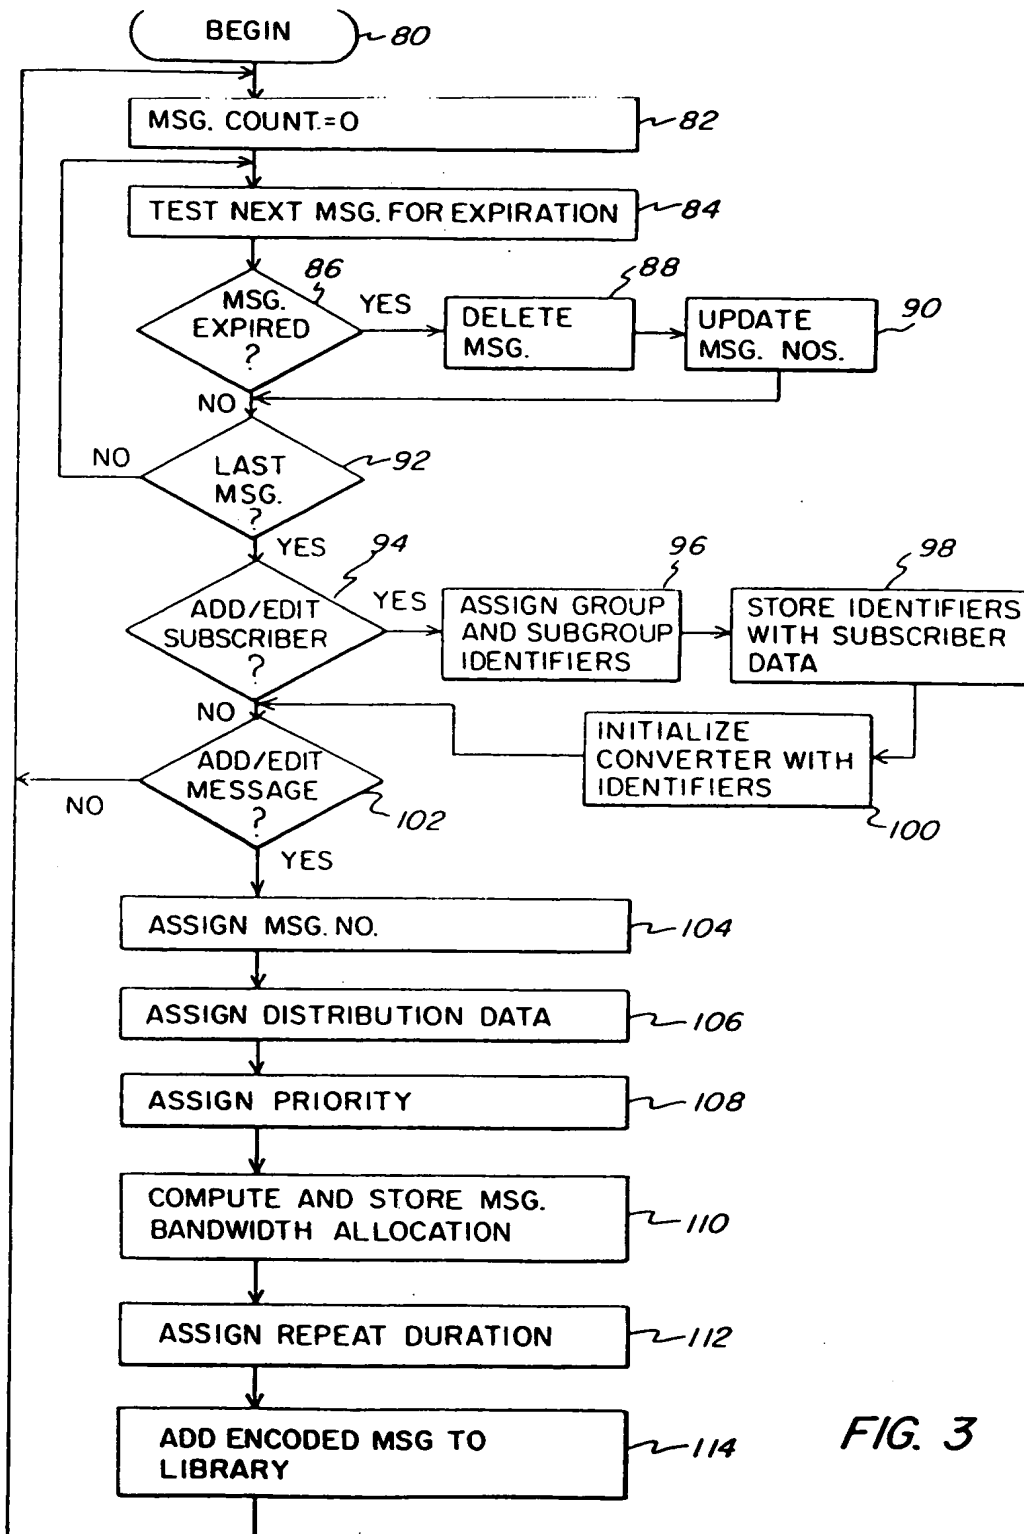 BEGIN
80
MSG. COUNT.=0
82
TEST NEXT MSG. FOR EXPIRATION
84
MSG.
EXPIRED
?
86
YES
DELETE
MSG.
88
UPDATE
MSG. NOS.
90
NO
LAST
MSG.
?
92
NO
YES
ADD/EDIT
SUBSCRIBER
?
94
YES
ASSIGN GROUP
AND SUBGROUP
IDENTIFIERS
96
STORE IDENTIFIERS
WITH SUBSCRIBER
DATA
98
NO
INITIALIZE
CONVERTER WITH
IDENTIFIERS
100
ADD/EDIT
MESSAGE
?
102
NO
YES
ASSIGN MSG. NO.
104
ASSIGN DISTRIBUTION DATA
106
ASSIGN PRIORITY
108
COMPUTE AND STORE MSG.
BANDWIDTH ALLOCATION
110
ASSIGN REPEAT DURATION
112
ADD ENCODED MSG TO
LIBRARY
114
FIG. 3